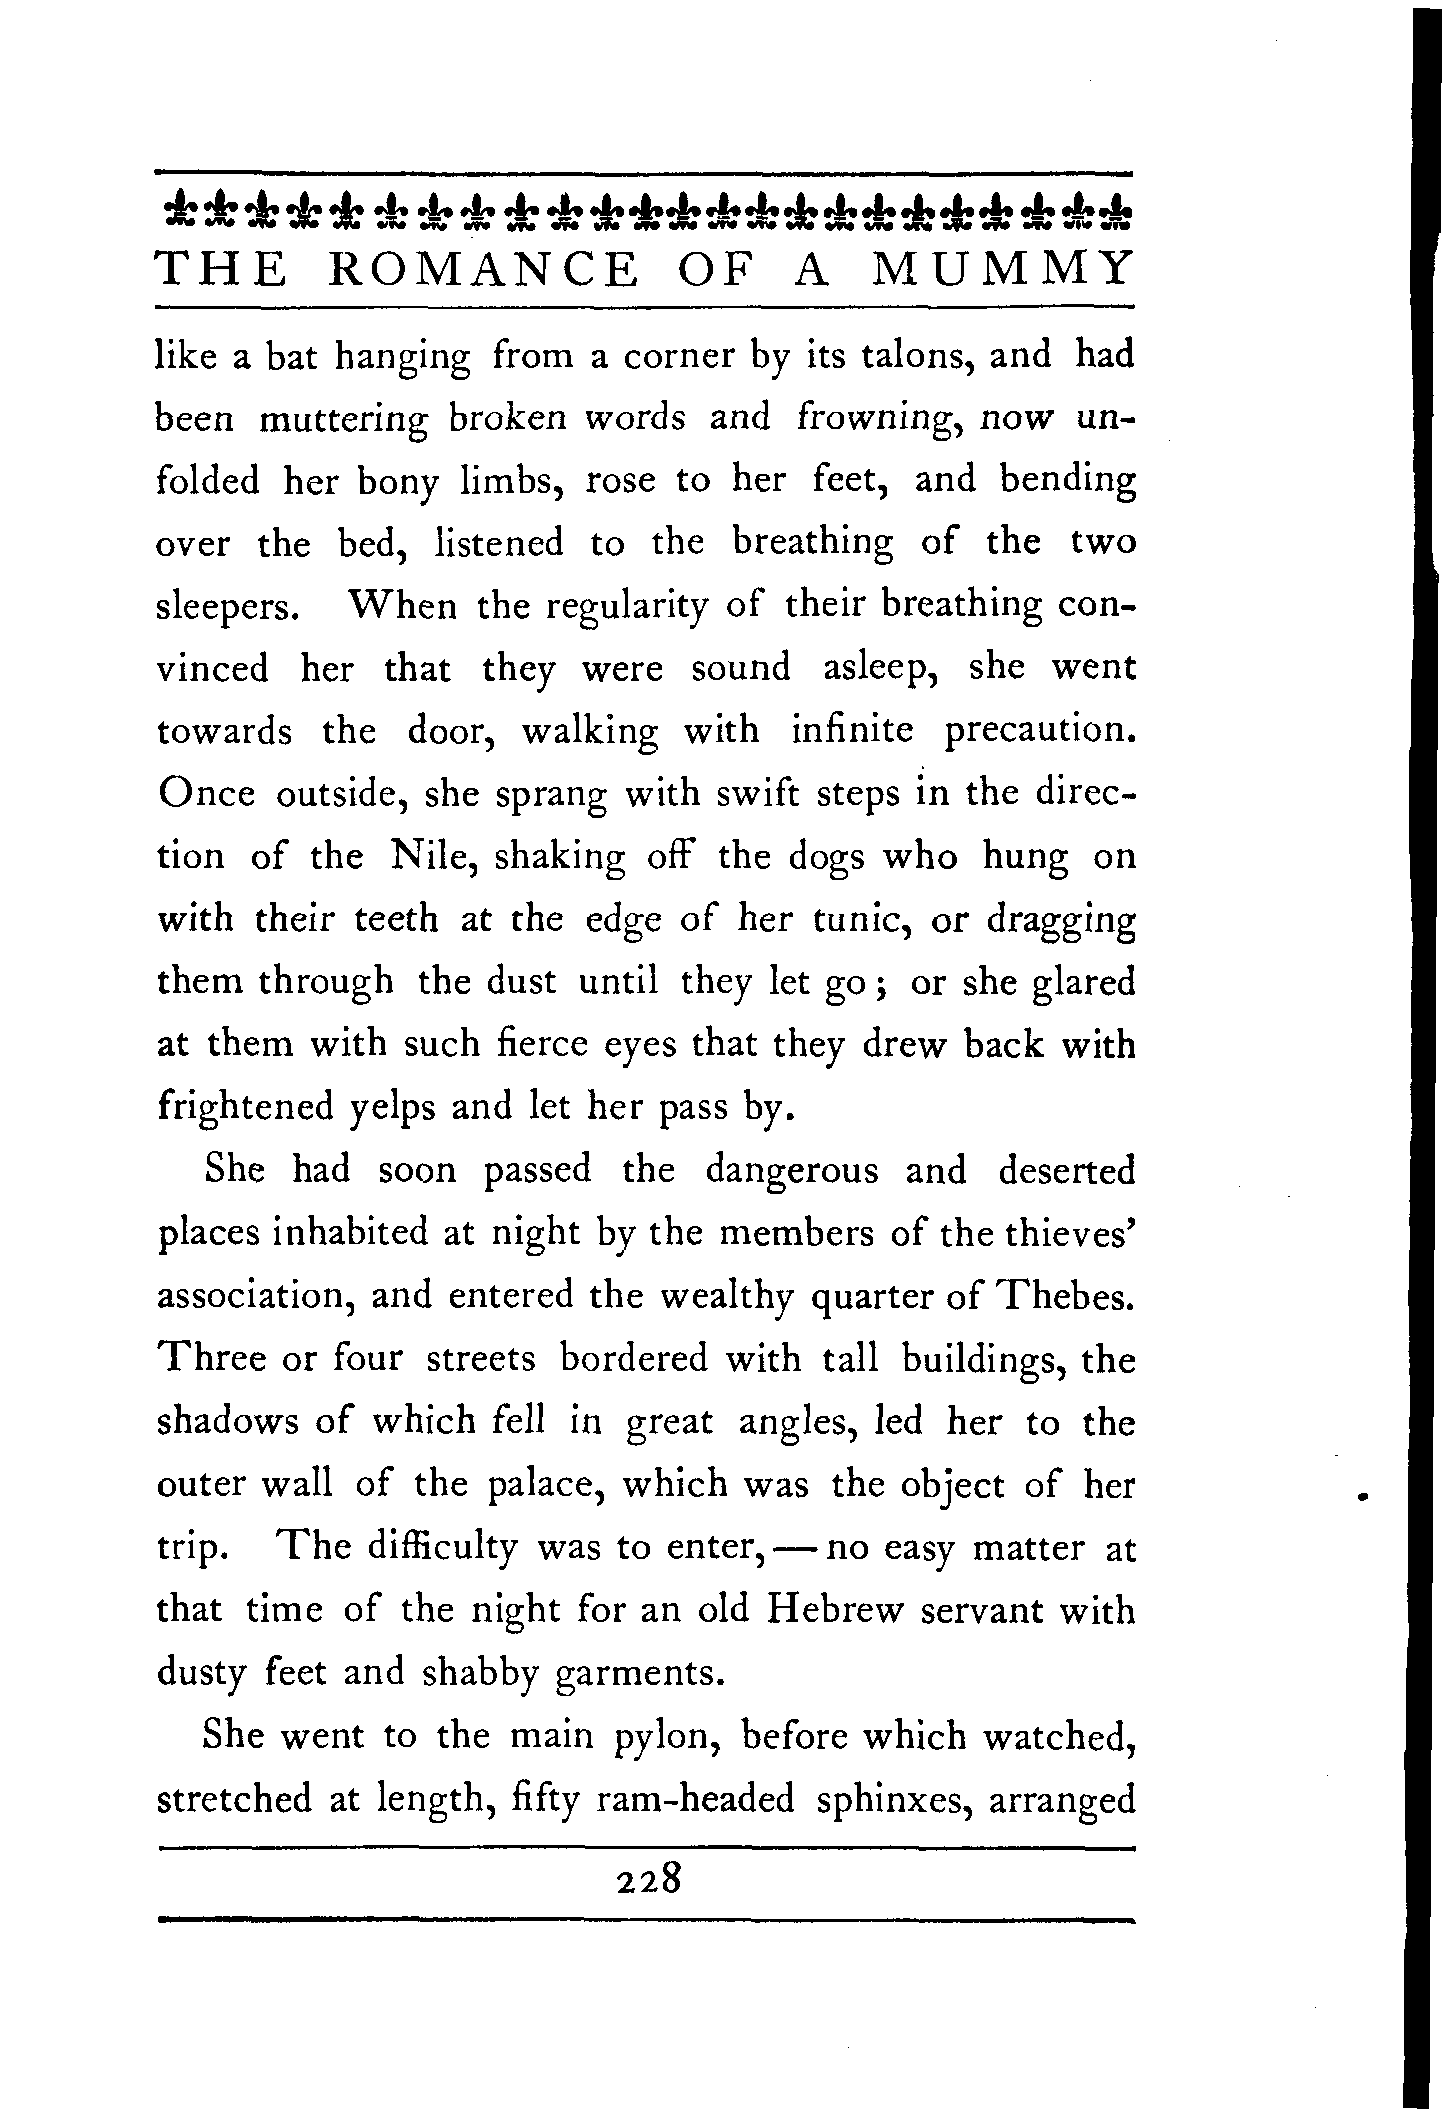 THE ROMANCE OF A MUMMY
like a bat hanging from a corner by its talons, and had
been muttering broken words and frowning, now un-
folded her bony limbs, rose to her feet, and bending
over the bed, listened to the breathing of the two
sleepers. When the regularity of their breathing con-
vinced her that they were sound asleep, she went
towards the door, walking with infinite precaution.
Once outside, she sprang with swift steps in the direc-
tion of the Nile, shaking off the dogs who hung on
with their teeth at the edge of her tunic, or dragging
them through the dust until they let go; or she glared
at them with such fierce eyes that they drew back with
frightened yelps and let her pass by.
She had soon passed the dangerous and deserted
places inhabited at night by the members of the thieves’
association, and entered the wealthy quarter of Thebes.
Three or four streets bordered with tall buildings, the
shadows of which fell in great angles, led her to the
outer wall of the palace, which was the object of her
trip. The difficulty was to enter, — no easy matter at
that time of the night for an old Hebrew servant with
dusty feet and shabby garments.
She went to the main pylon, before which watched,
stretched at length, fifty ram-headed sphinxes, arranged
228